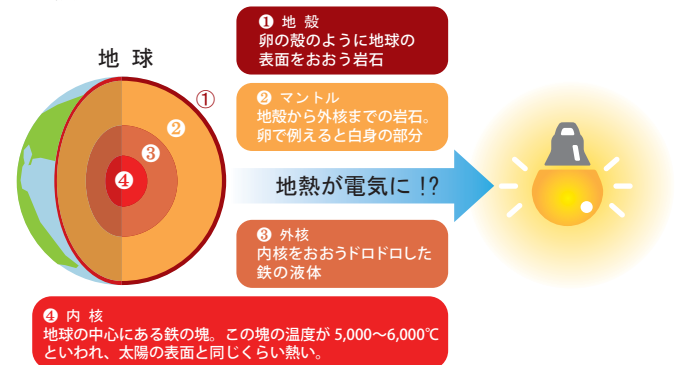 地 球
①
❷
❸
❹
❶ 地 殻
卵の殻のように地球の
表面をおおう岩石
❷ マントル
地殻から外核までの岩石。
卵で例えると白身の部分
地熱が電気に !?
❸ 外核
内核をおおうドロドロした
鉄の液体
❹ 内 核
地球の中心にある鉄の塊。この塊の温度が 5,000～6,000℃
といわれ、太陽の表面と同じくらい熱い。